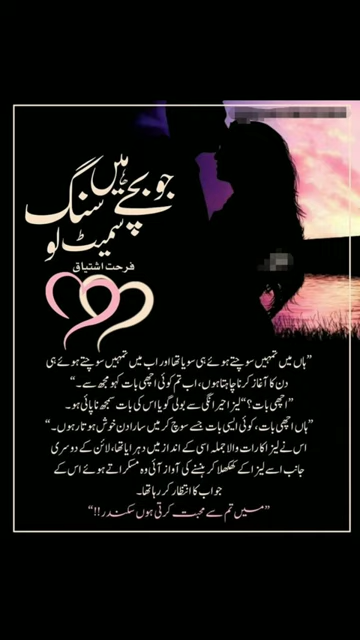 جو بچے ہیں سنگ
سمیٹ لو
فرحت اشتیاق
"ہاں میں تمہیں سوچتے ہوئے ہی سویا تھا اور اب میں تمہیں سوچتے ہوئے ہی
دن کا آغاز کرنا چاہتا ہوں، اب تم کوئی اچھی بات کہو مجھ سے۔"
"اچھی بات؟" لیزا حیرانگی سے بولی گویا اس کی بات سمجھ نا پائی ہو۔
"ہاں اچھی بات، کوئی ایسی بات جسے سوچ کر میں سارا دن خوش ہوتا رہوں۔"
اس نے لیزا کا رات والا جملہ اسی کے انداز میں دہرایا تھا، لائن کے دوسری
جانب اسے لیزا کے کھلکھلا کر ہنسنے کی آواز آئی وہ مسکراتے ہوئے اس کے
جواب کا انتظار کر رہا تھا۔
"میں تم سے محبت کرتی ہوں سکندر!!"